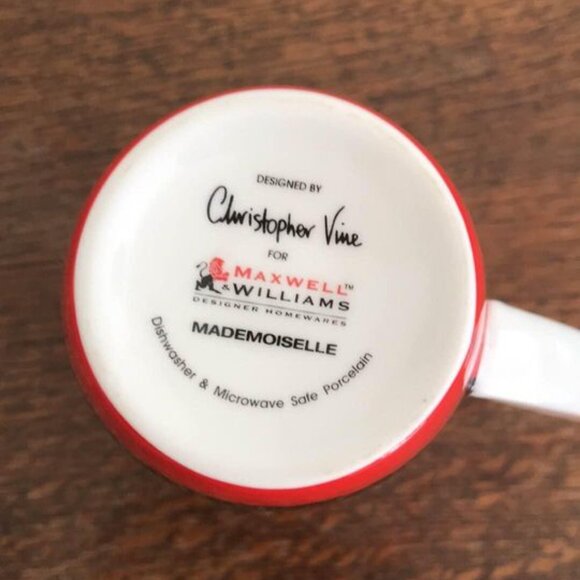 DESIGNED BY
Christopher Vine
FOR
MAXWELL™
& WILLIAMS
DESIGNER HOMEWARES
MADEMOISELLE
Dishwasher & Microwave Safe Porcelain